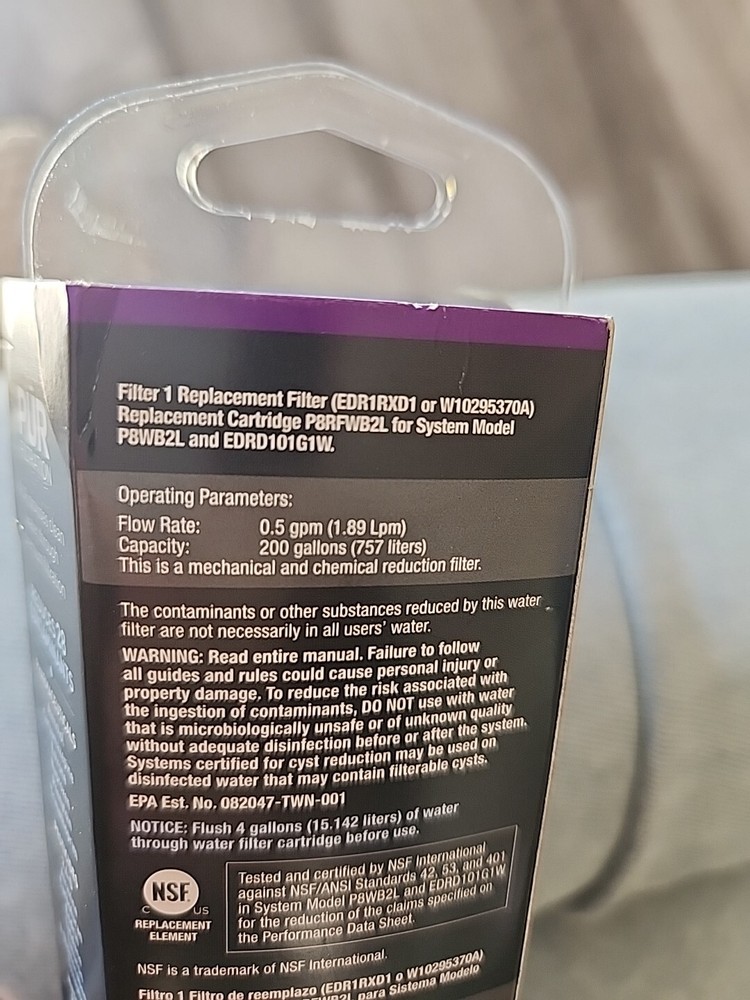 Filter 1 Replacement Filter (EDR1RXD1 or W10295370A)
Replacement Cartridge P8RFWB2L for System Model
P8WB2L and EDRD101G1W.
Operating Parameters:
Flow Rate: 0.5 gpm (1.89 Lpm)
Capacity: 200 gallons (757 liters)
This is a mechanical and chemical reduction filter.
The contaminants or other substances reduced by this water
filter are not necessarily in all users' water.
WARNING: Read entire manual. Failure to follow
all guides and rules could cause personal injury or
property damage. To reduce the risk associated with
the ingestion of contaminants, DO NOT use with water
that is microbiologically unsafe or of unknown quality
without adequate disinfection before or after the system.
Systems certified for cyst reduction may be used on
disinfected water that may contain filterable cysts.
EPA Est. No. 082047-TWN-001
NOTICE: Flush 4 gallons (15.142 liters) of water
through water filter cartridge before use.
NSF
C US
REPLACEMENT
ELEMENT
Tested and certified by NSF International
against NSF/ANSI Standards 42, 53, and 401
in System Model P8WB2L and EDRD101G1W
for the reduction of the claims specified on
the Performance Data Sheet.
NSF is a trademark of NSF International.
Filtro 1 Filtro de reemplazo (EDR1RXD1 o W10295370A)
para Sistema Modelo
PUR